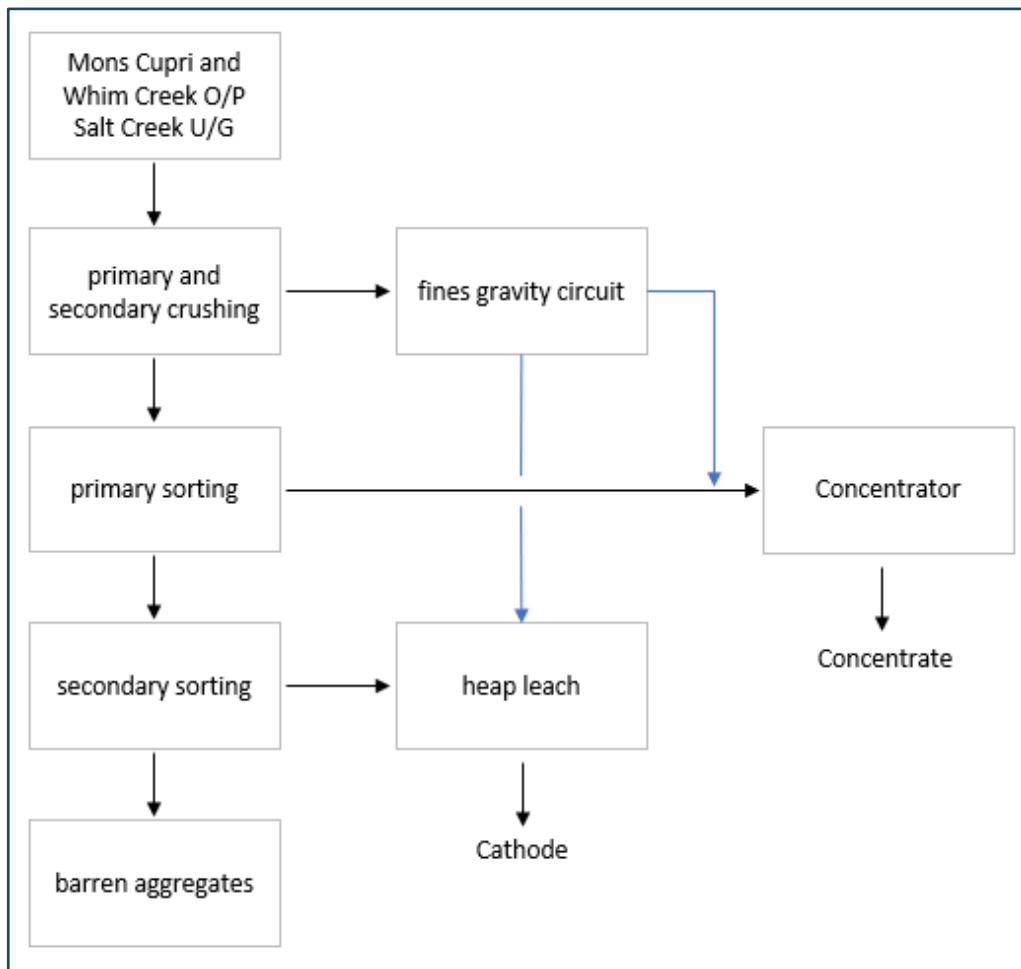 Mons Cupri and
Whim Creek O/P
Salt Creek U/G
primary and
secondary crushing
fines gravity circuit
primary sorting
Concentrator
secondary sorting
heap leach
Concentrate
barren aggregates
Cathode